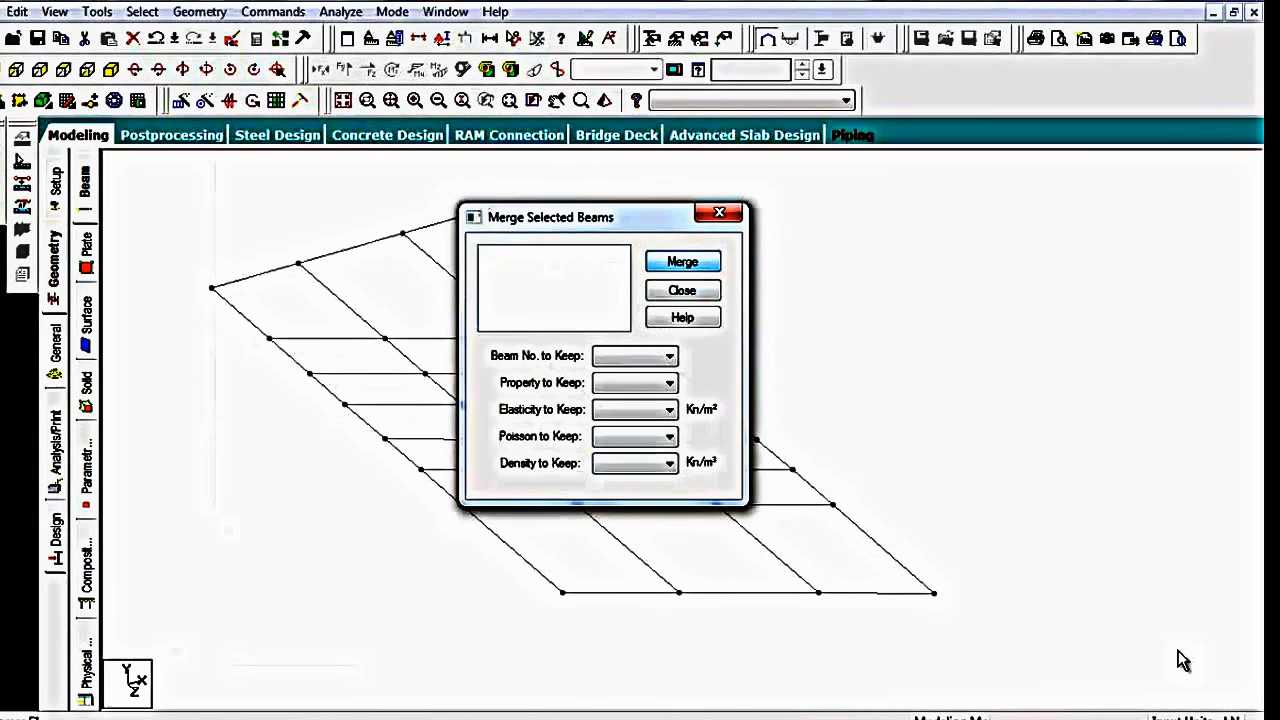 Edit View Tools Select Geometry Commands Analyze Mode Window Help
Modeling Postprocessing Steel Design Concrete Design RAM Connection Bridge Deck Advanced Slab Design Piping
Setup
Geometry
General
Analysis/Print
Design
Beam
Plate
Surface
Solid
Parametr...
Composit...
Physical ...
Merge Selected Beams
Merge
Close
Help
Beam No. to Keep:
Property to Keep:
Elasticity to Keep: Kn/m²
Poisson to Keep:
Density to Keep: Kn/m³
Y
X
Z